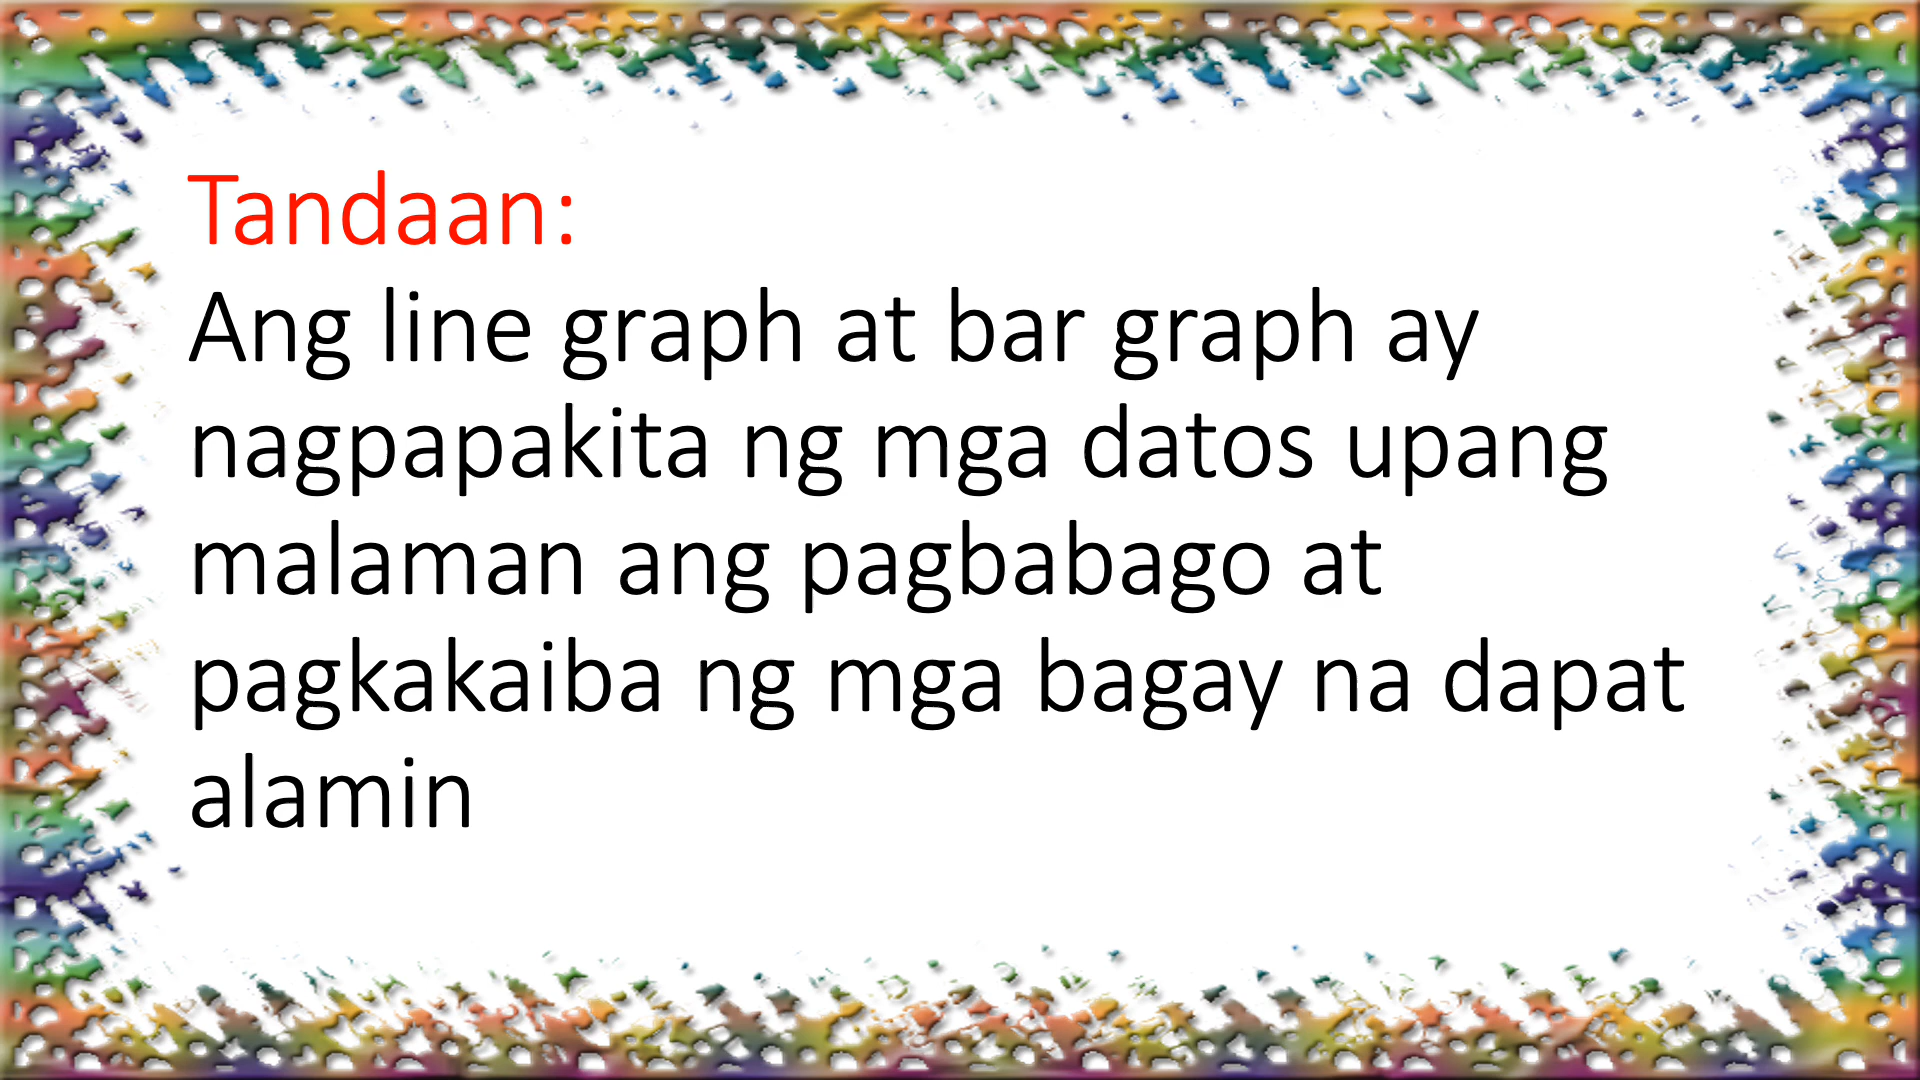 Tandaan:
Ang line graph at bar graph ay
nagpapakita ng mga datos upang
malaman ang pagbabago at
pagkakaiba ng mga bagay na dapat
alamin